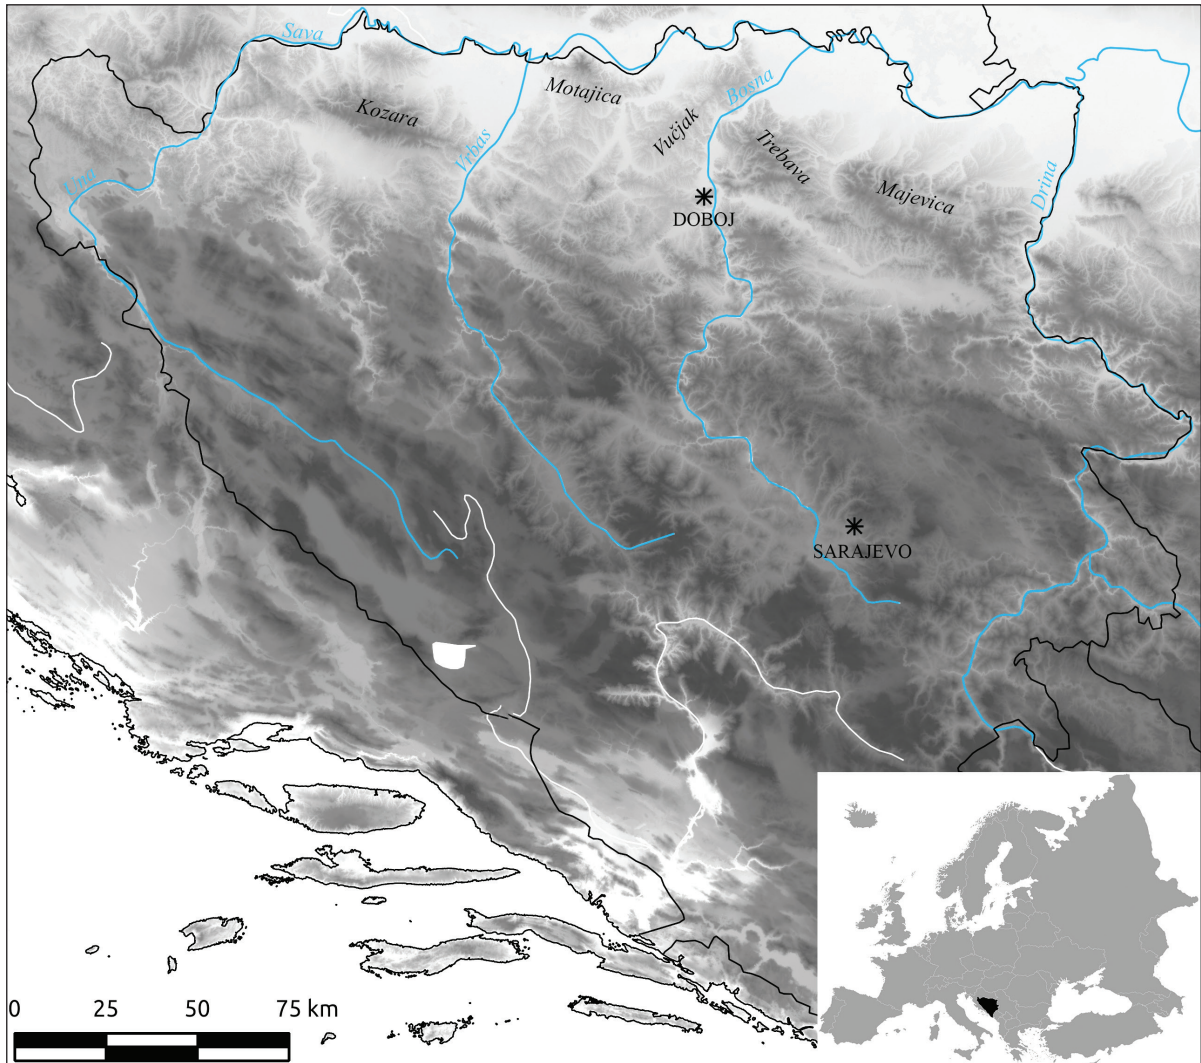 Sava
Motajica
Bosna
Kozara
Vučjak
Vrbas
Trebava
Una
Majevica
Drina
DOBOJ
SARAJEVO
0 25 50 75 km